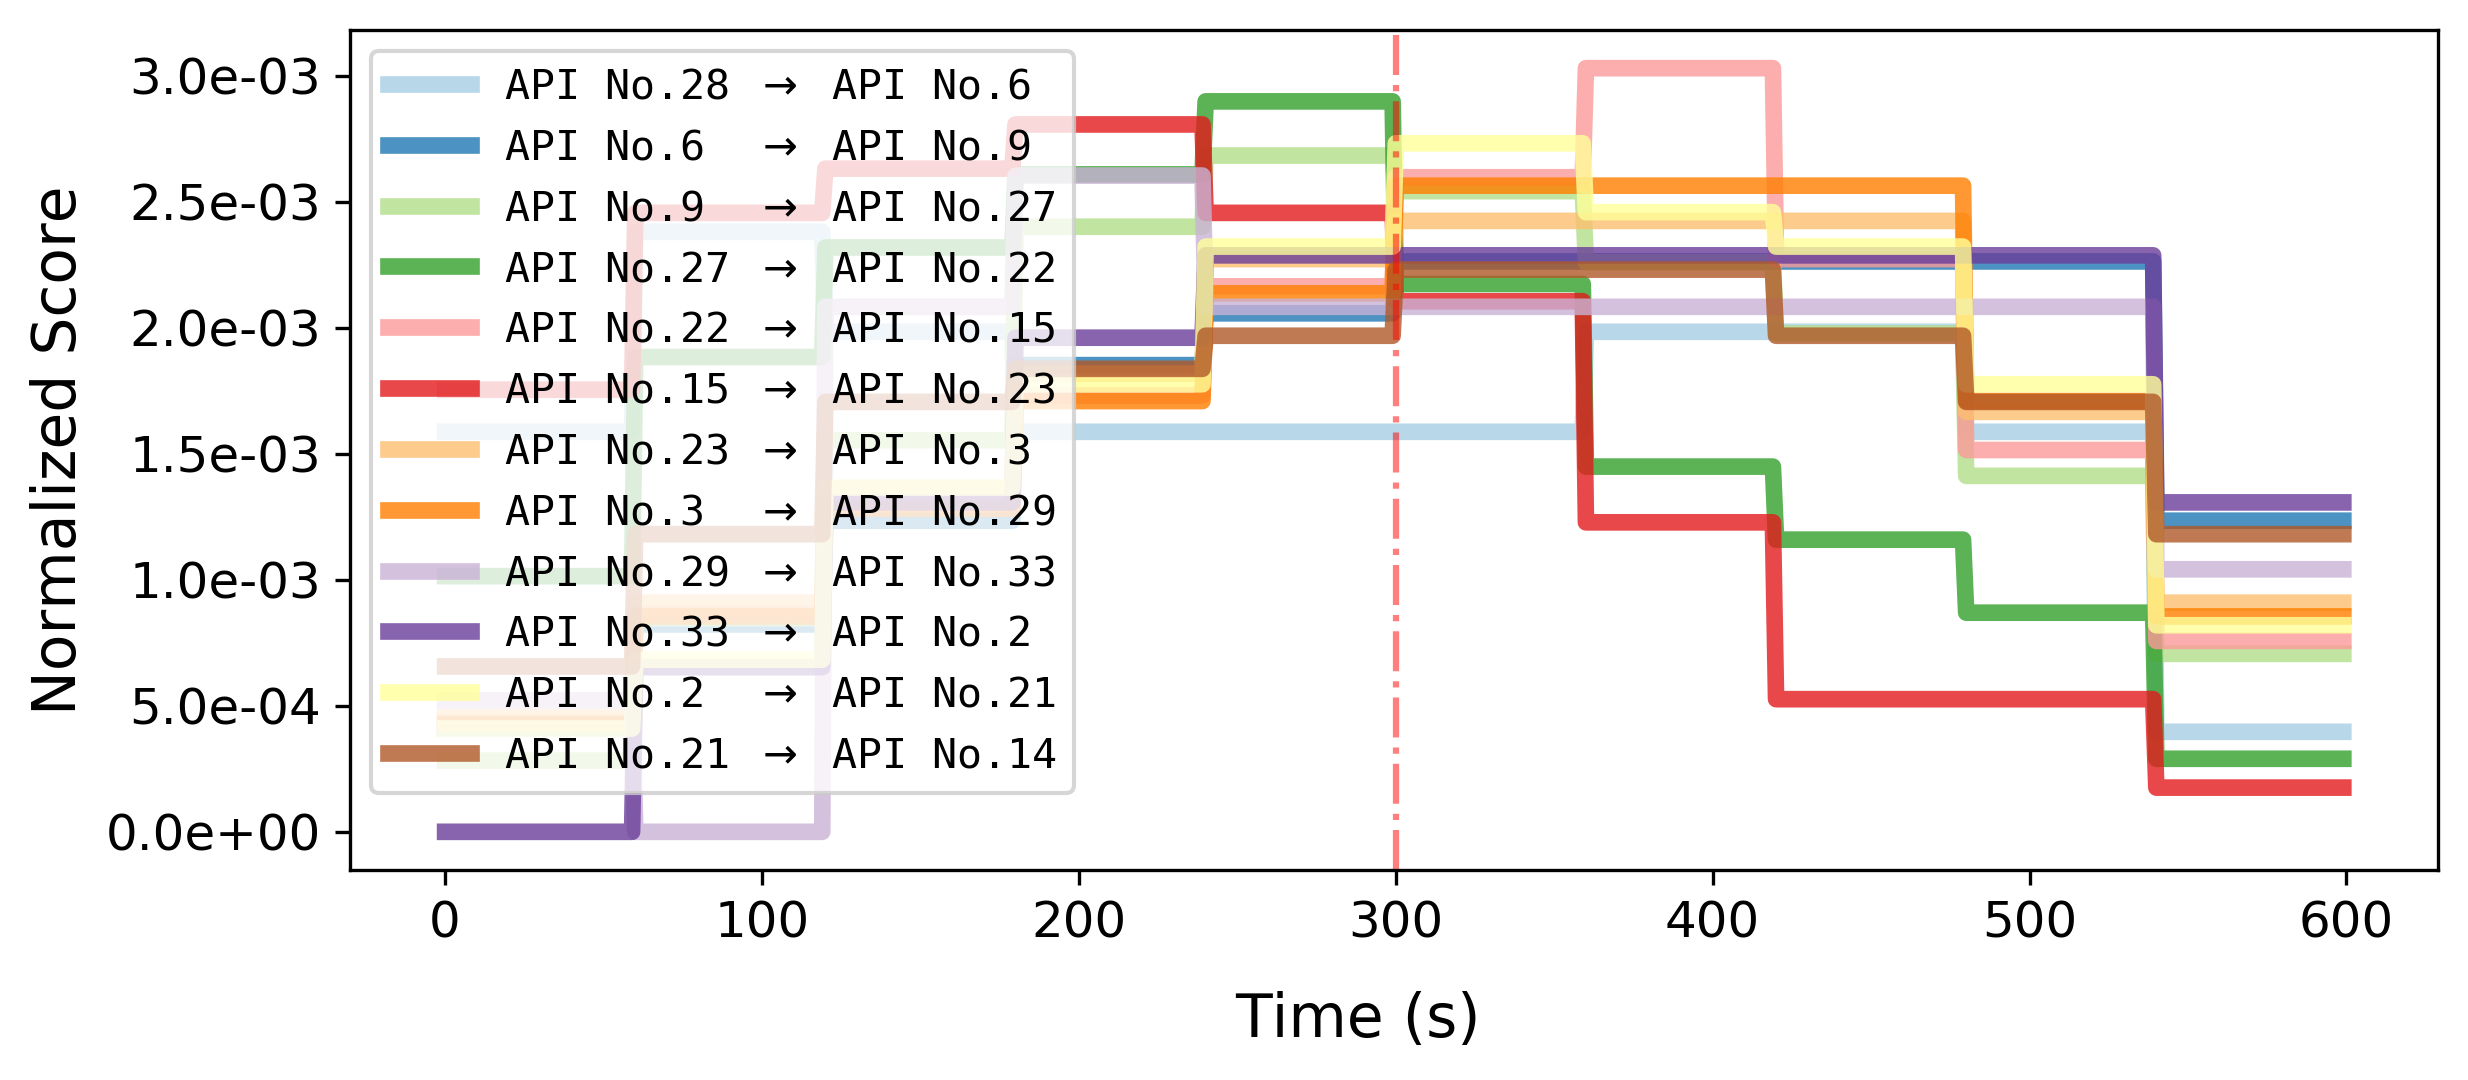 Normalized Score
3.0e-03
2.5e-03
2.0e-03
1.5e-03
1.0e-03
5.0e-04
0.0e+00
API No.28 → API No.6
API No.6 → API No.9
API No.9 → API No.27
API No.27 → API No.22
API No.22 → API No.15
API No.15 → API No.23
API No.23 → API No.3
API No.3 → API No.29
API No.29 → API No.33
API No.33 → API No.2
API No.2 → API No.21
API No.21 → API No.14
0 100 200 300 400 500 600
Time (s)